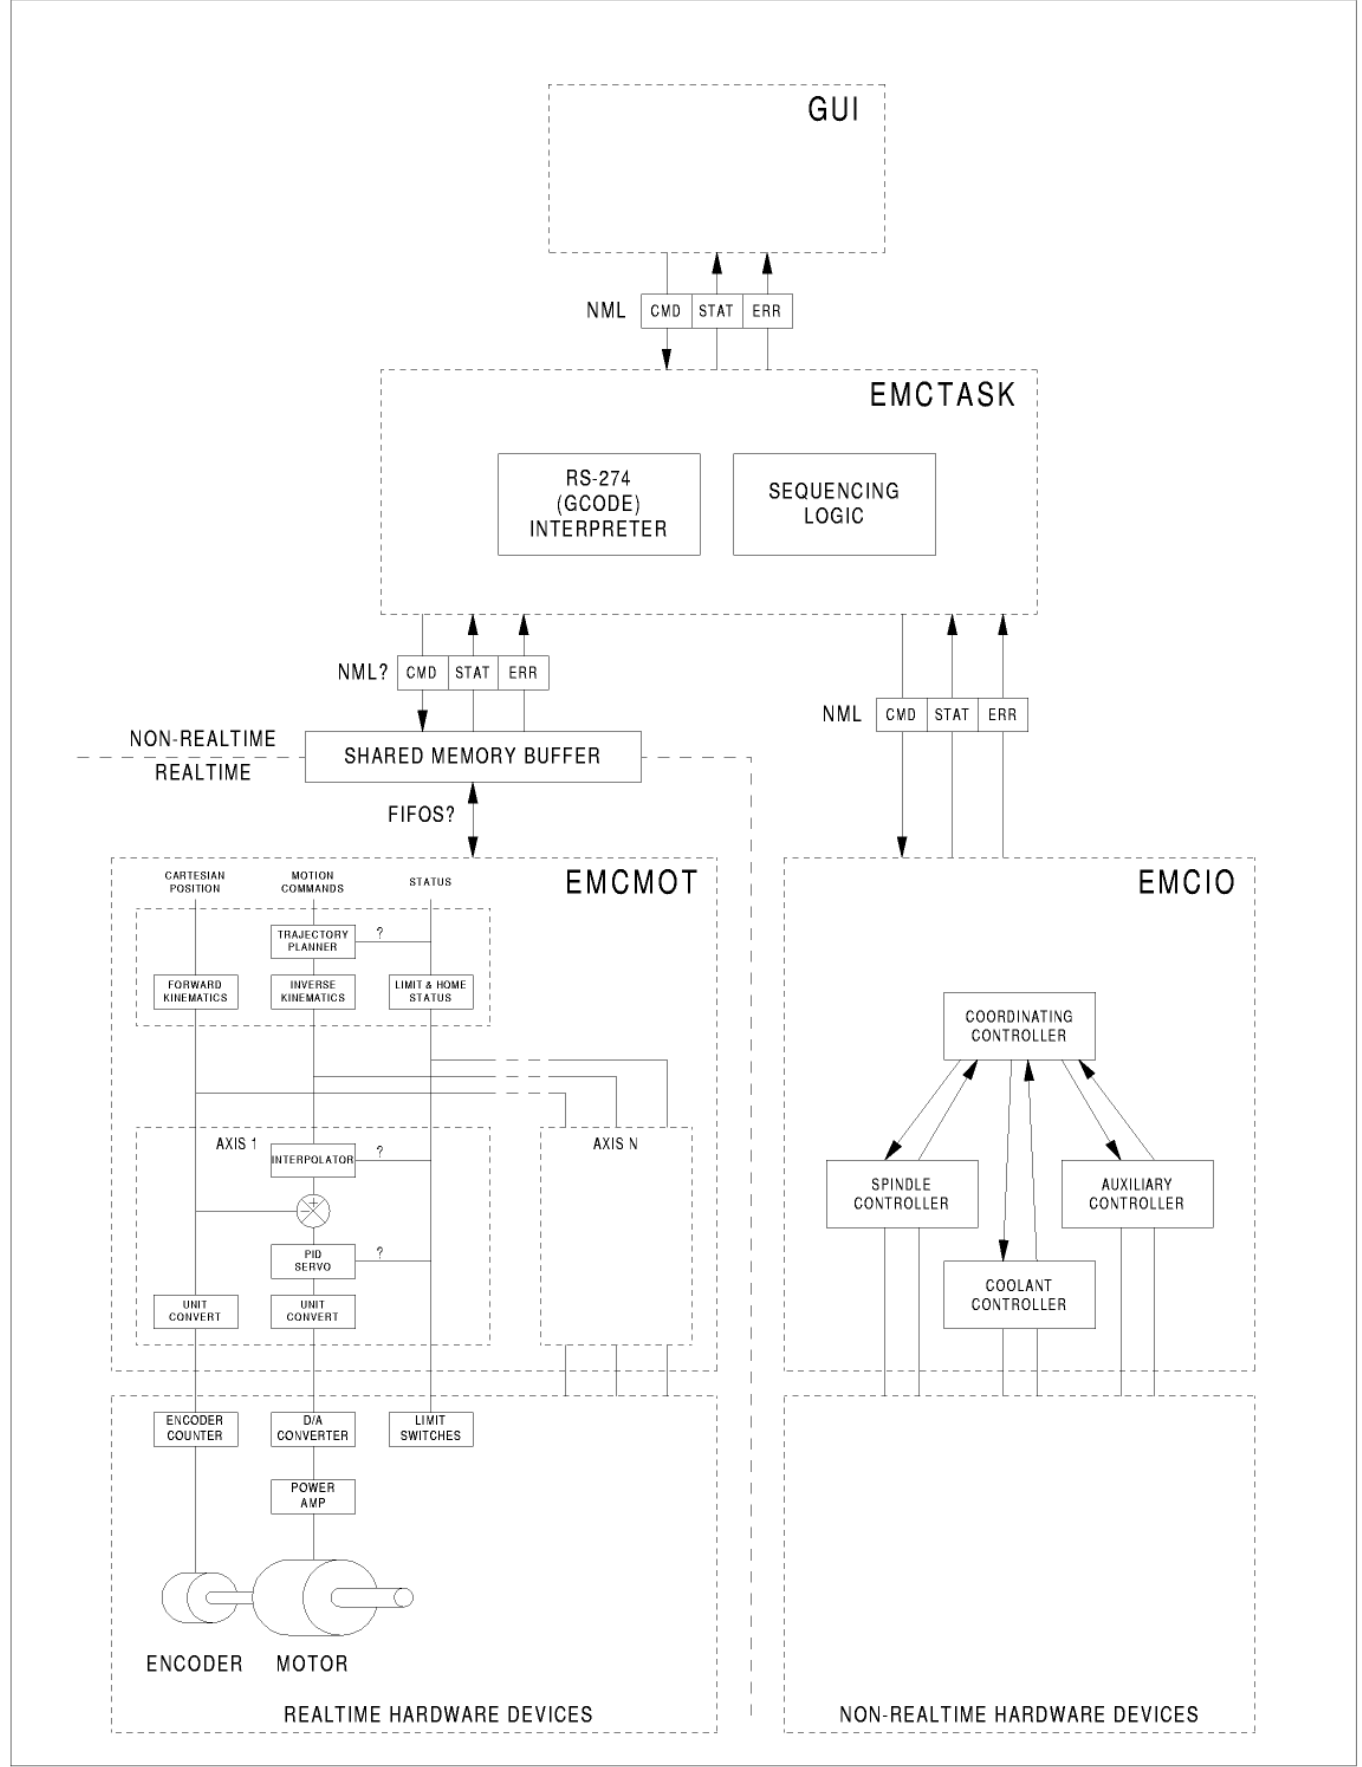 GUI
NML
CMD STAT ERR
EMCTASK
RS-274
(GCODE)
INTERPRETER
SEQUENCING
LOGIC
NML?
CMD STAT ERR
NML
CMD STAT ERR
NON-REALTIME
REALTIME
SHARED MEMORY BUFFER
FIFOS?
EMCMOT
CARTESIAN
POSITION
MOTION
COMMANDS
STATUS
TRAJECTORY
PLANNER
?
FORWARD
KINEMATICS
INVERSE
KINEMATICS
LIMIT & HOME
STATUS
AXIS 1
INTERPOLATOR
?
+
−
PID
SERVO
?
UNIT
CONVERT
UNIT
CONVERT
AXIS N
EMCIO
COORDINATING
CONTROLLER
SPINDLE
CONTROLLER
AUXILIARY
CONTROLLER
COOLANT
CONTROLLER
ENCODER
COUNTER
D/A
CONVERTER
LIMIT
SWITCHES
POWER
AMP
ENCODER
MOTOR
REALTIME HARDWARE DEVICES
NON-REALTIME HARDWARE DEVICES